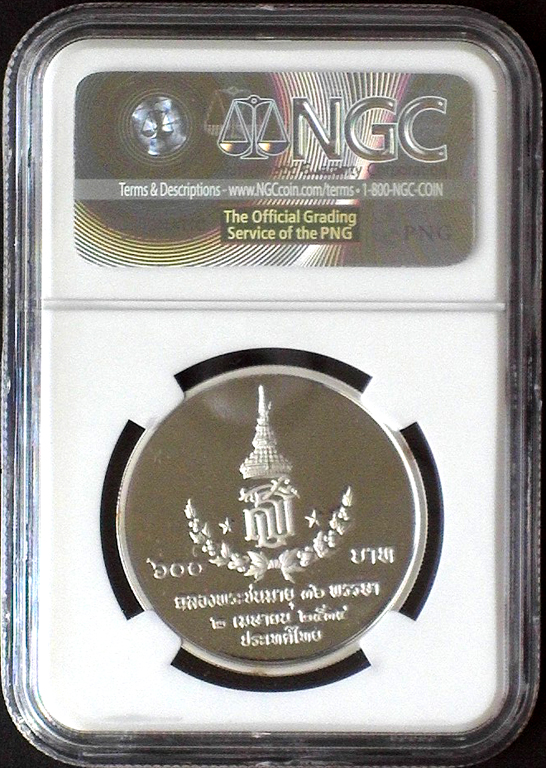 NGC
Terms & Descriptions - www.NGCcoin.com/terms • 1-800-NGC-COIN
The Official Grading
Service of the PNG
PNG
๖๐๐ บาท
ฉลองพระชนมายุ ๓๖ พรรษา
๒ เมษายน ๒๕๓๔
ประเทศไทย